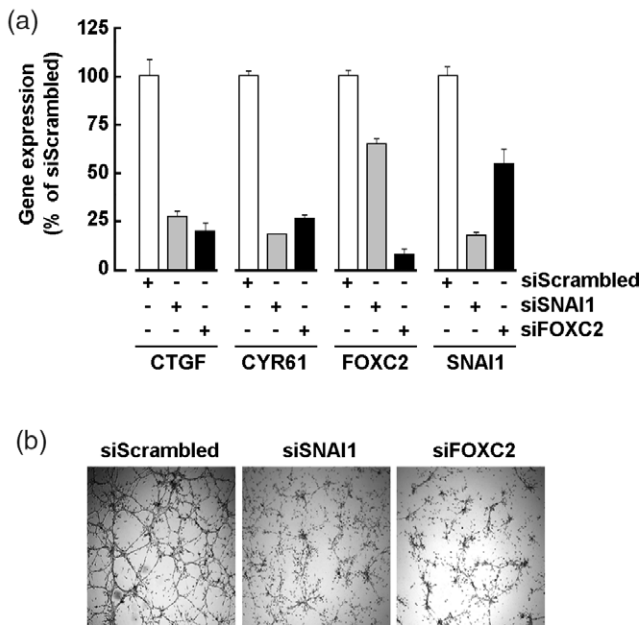 (a)
Gene expression
(% of siScrambled)
125
100
75
50
25
0
+ - - + - - + - - + - - siScrambled
- + - - + - - + - - + - siSNAI1
- - + - - + - - + - - + siFOXC2
CTGF CYR61 FOXC2 SNAI1
(b)
siScrambled siSNAI1 siFOXC2